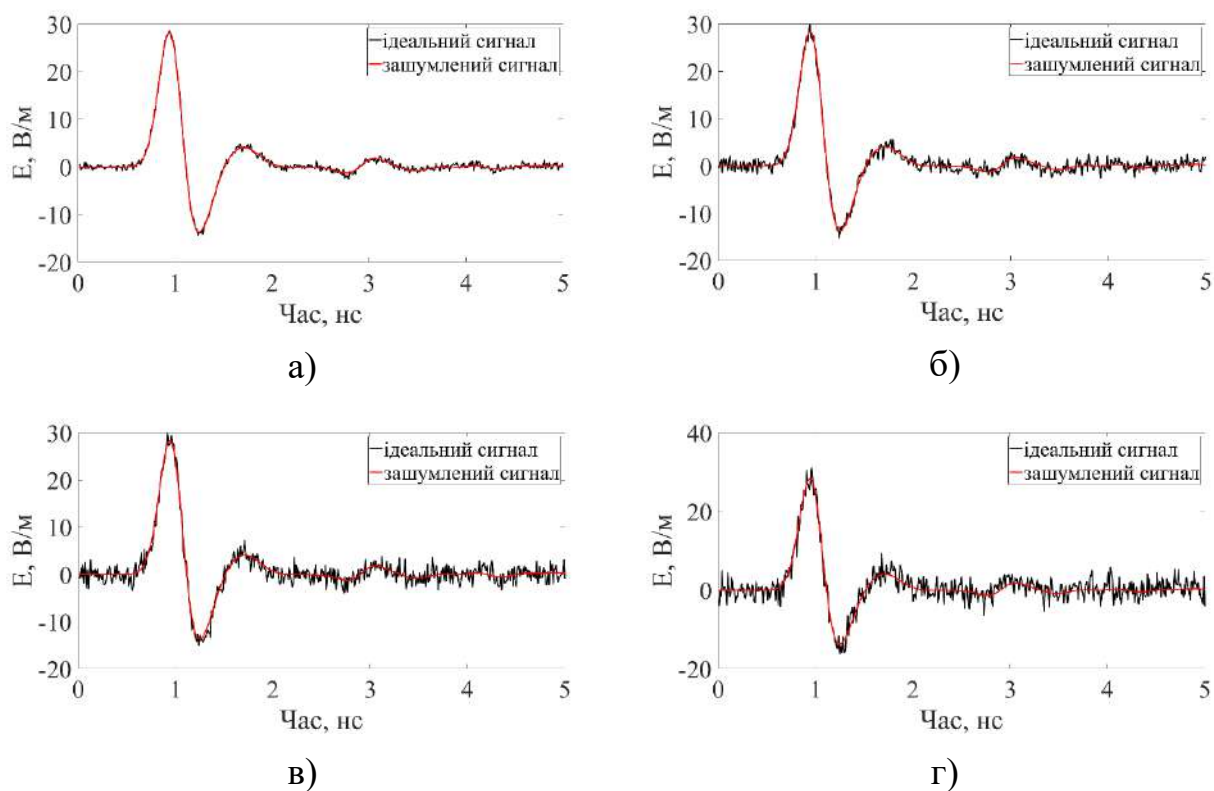 30
20
10
0
-10
-20
E, В/м
0 1 2 3 4 5
Час, нс
ідеальний сигнал
зашумлений сигнал
а)
30
20
10
0
-10
-20
E, В/м
0 1 2 3 4 5
Час, нс
ідеальний сигнал
зашумлений сигнал
б)
30
20
10
0
-10
-20
E, В/м
0 1 2 3 4 5
Час, нс
ідеальний сигнал
зашумлений сигнал
в)
40
20
0
-20
E, В/м
0 1 2 3 4 5
Час, нс
ідеальний сигнал
зашумлений сигнал
г)